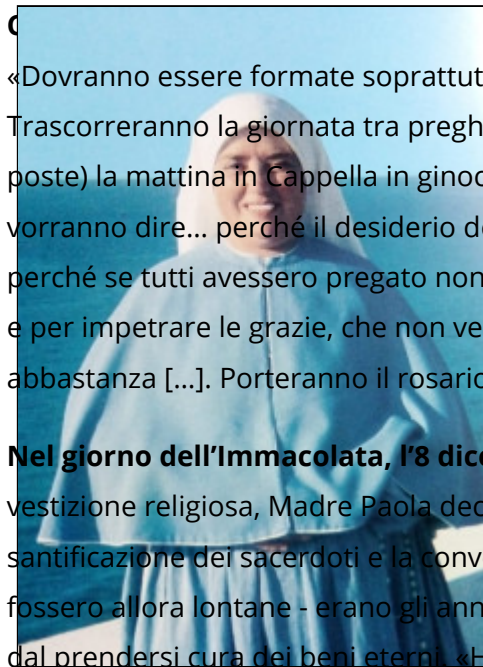 «Dovranno essere formate soprattut
Trascorreranno la giornata tra pregh
poste) la mattina in Cappella in ginoc
vorranno dire... perché il desiderio de
perché se tutti avessero pregato non
e per impetrare le grazie, che non ve
abbastanza [...]. Porteranno il rosario
Nel giorno dell’Immacolata, l’8 dice
vestizione religiosa, Madre Paola dec
santificazione dei sacerdoti e la conv
fossero allora lontane - erano gli ann
dal prendersi cura dei beni eterni. «H